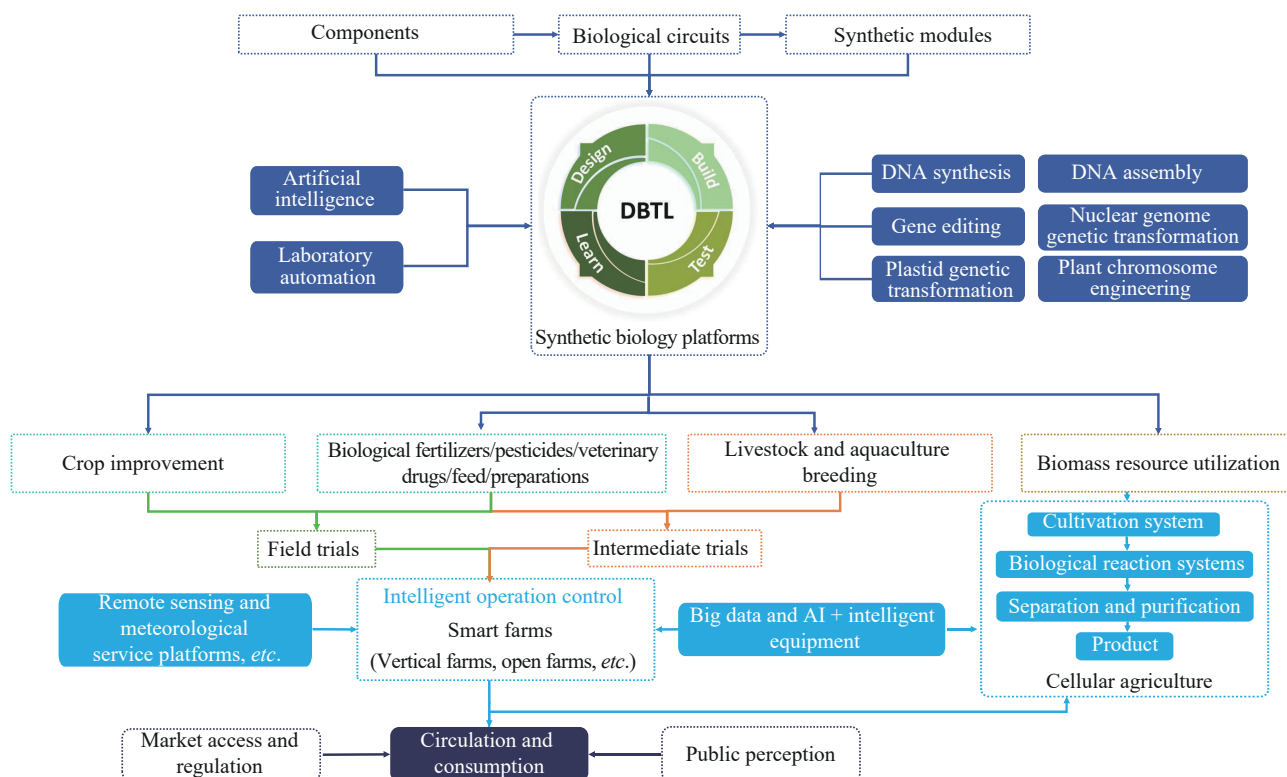 Components
Biological circuits
Synthetic modules
Design
Build
DBTL
Learn
Test
Synthetic biology platforms
Artificial
intelligence
Laboratory
automation
DNA synthesis
DNA assembly
Gene editing
Nuclear genome
genetic transformation
Plastid genetic
transformation
Plant chromosome
engineering
Crop improvement
Biological fertilizers/pesticides/veterinary
drugs/feed/preparations
Livestock and aquaculture
breeding
Biomass resource utilization
Field trials
Intermediate trials
Cultivation system
Biological reaction systems
Separation and purification
Product
Cellular agriculture
Remote sensing and
meteorological
service platforms, etc.
Intelligent operation control
Smart farms
(Vertical farms, open farms, etc.)
Big data and AI + intelligent
equipment
Market access and
regulation
Circulation and
consumption
Public perception